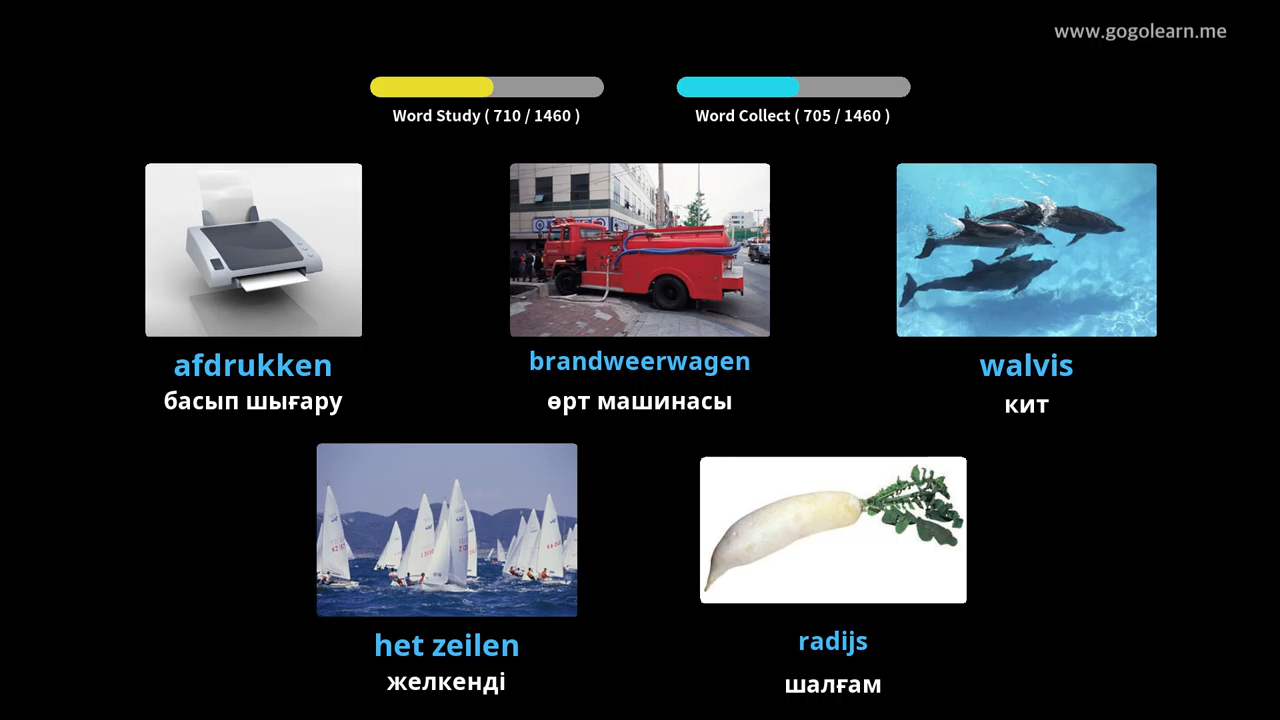 www.gogolearn.me
Word Study ( 710 / 1460 )
Word Collect ( 705 / 1460 )
afdrukken
басып шығару
brandweerwagen
өрт машинасы
walvis
кит
het zeilen
желкенді
radijs
шалғам